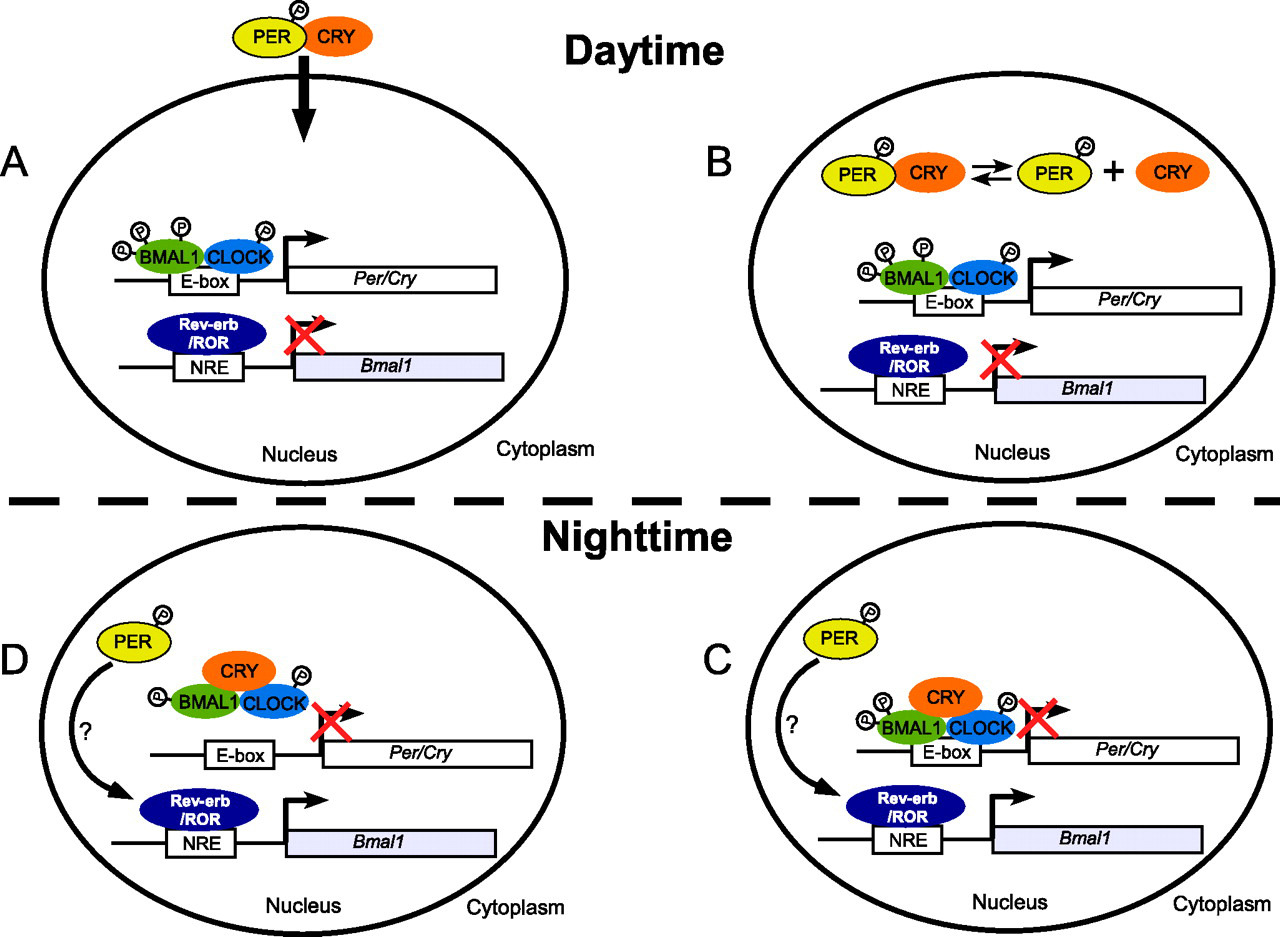 Daytime
A
P
PER CRY
P P P P
BMAL1 CLOCK
E-box
Per/Cry
Rev-erb
/ROR
NRE
Bmal1
Nucleus
Cytoplasm
B
P P
PER CRY PER + CRY
P P P P
BMAL1 CLOCK
E-box
Per/Cry
Rev-erb
/ROR
NRE
Bmal1
Nucleus
Cytoplasm
Nighttime
D
P
PER
CRY
P P
BMAL1 CLOCK
E-box
Per/Cry
?
Rev-erb
/ROR
NRE
Bmal1
Nucleus
Cytoplasm
C
P
PER
CRY
P P P
BMAL1 CLOCK
E-box
Per/Cry
?
Rev-erb
/ROR
NRE
Bmal1
Nucleus
Cytoplasm